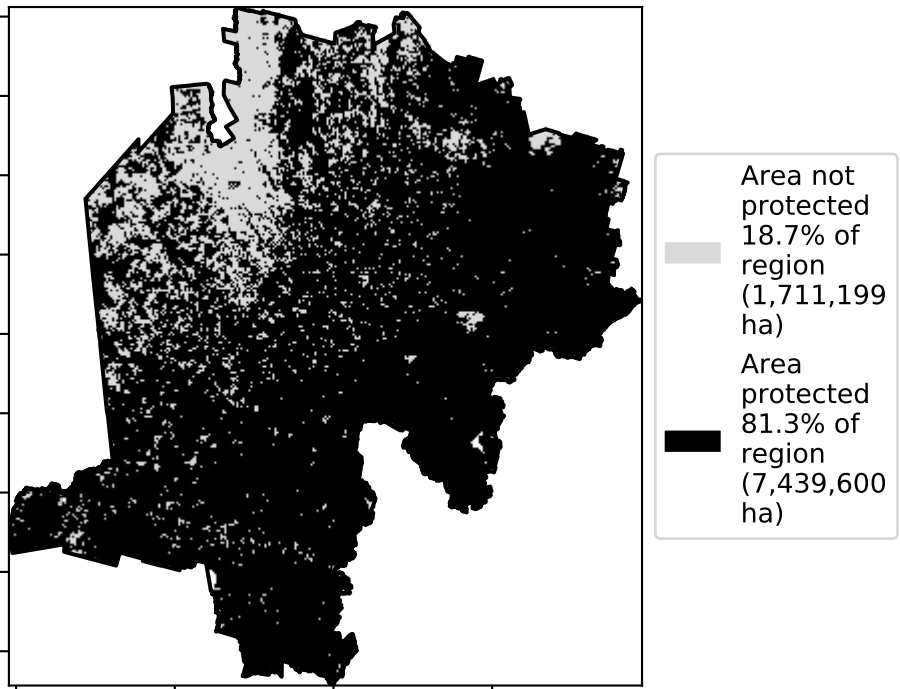 Area not
protected
18.7% of
region
(1,711,199
ha)
Area
protected
81.3% of
region
(7,439,600
ha)